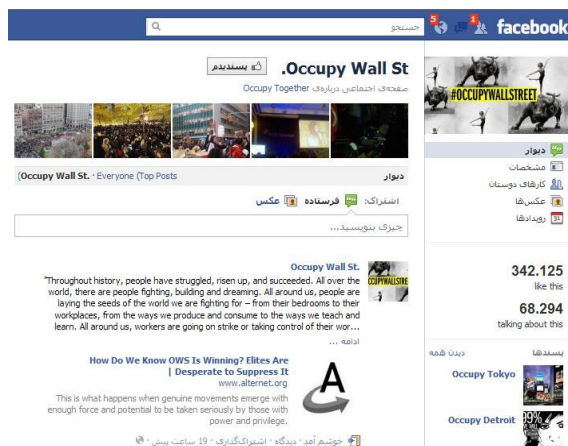 5
1
facebook
جستجو
Occupy Wall St.
پسندیدم
صفحه‌ی اجتماعی درباره‌ی Occupy Together
#OCCUPYWALLSTREET
دیوار
Occupy Wall St. · Everyone (Top Posts)
اشتراک:
فرستاده
عکس
چیزی بنویسید...
دیوار
مشخصات
کارهای دوستان
عکس‌ها
رویدادها
342.125
like this
68.294
talking about this
پسندها
دیدن همه
Occupy Tokyo
Occupy Detroit
Occupy Wall St.
"Throughout history, people have struggled, risen up, and succeeded. All over the
world, there are people fighting, building and dreaming. All around us, people are
laying the seeds of the world we are fighting for – from their bedrooms to their
workplaces, from the ways we produce and consume to the ways we teach and
learn. All around us, workers are going on strike or taking control of their wor...
ادامه ...
How Do We Know OWS Is Winning? Elites Are
Desperate to Suppress It |
www.alternet.org
This is what happens when genuine movements emerge with
enough force and potential to be taken seriously by those with
power and privilege.
خوشم آمد · دیدگاه · اشتراک‌گذاری · 19 ساعت پیش ·
99%